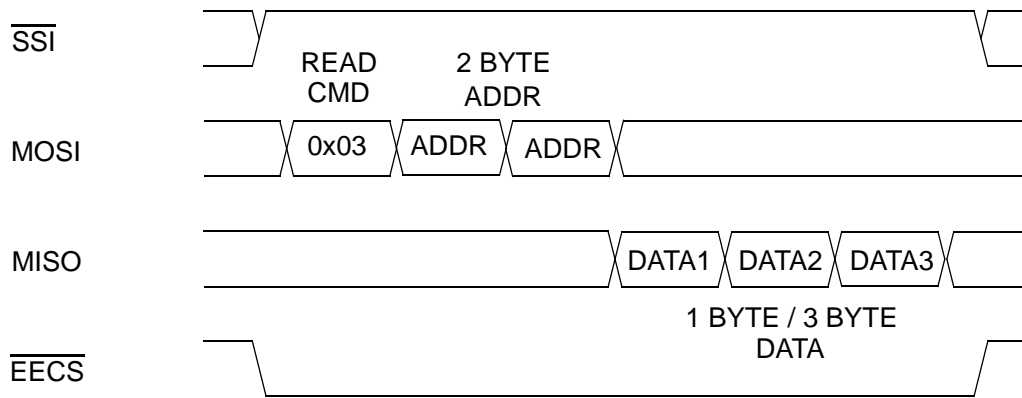 SSI
READ
CMD
2 BYTE
ADDR
MOSI
0x03
ADDR
ADDR
MISO
DATA1
DATA2
DATA3
1 BYTE / 3 BYTE
DATA
EECS